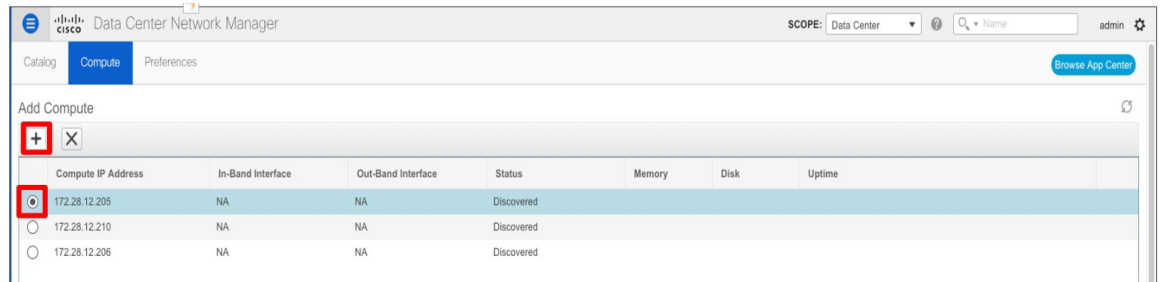 CISCO Data Center Network Manager SCOPE: Data Center Name admin
Catalog Compute Preferences Browse App Center
Add Compute
+ X
Compute IP Address In-Band Interface Out-Band Interface Status Memory Disk Uptime
172.28.12.205 NA NA Discovered
172.28.12.210 NA NA Discovered
172.28.12.206 NA NA Discovered